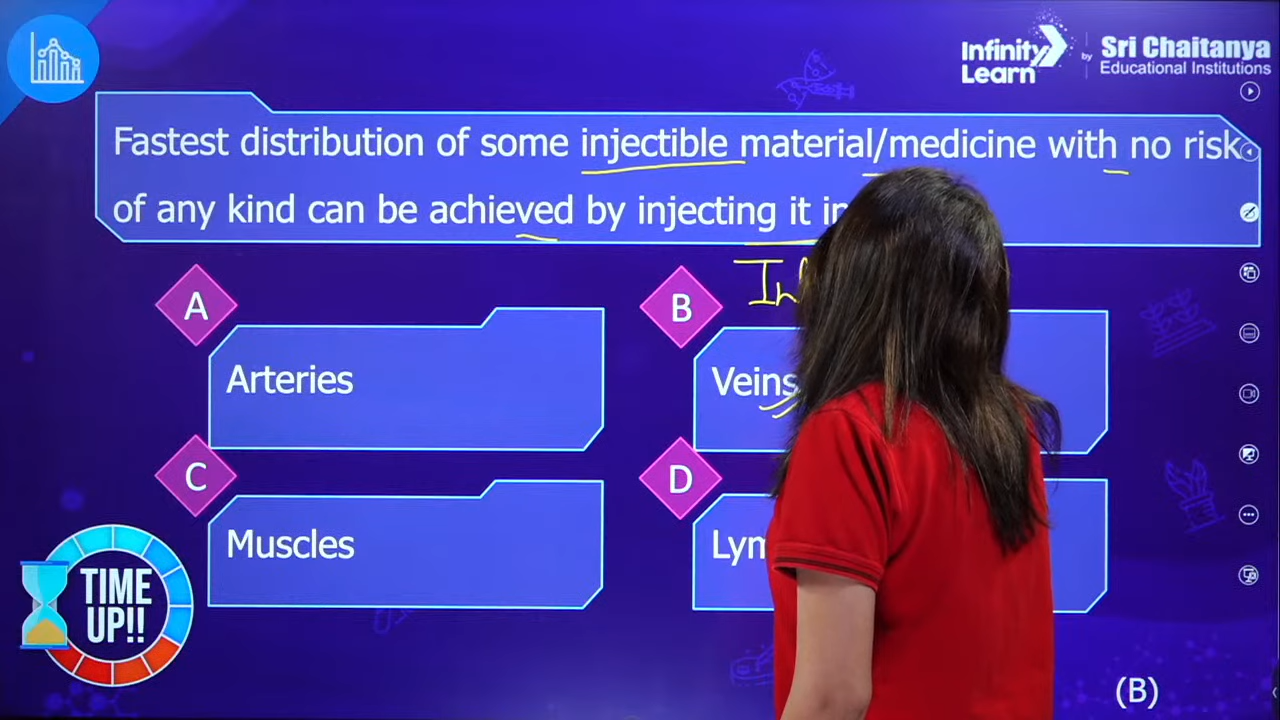 Infinity
Learn
by
Sri Chaitanya
Educational Institutions
Fastest distribution of some injectible material/medicine with no risk
of any kind can be achieved by injecting it
A
Arteries
B
Veins
C
Muscles
D
TIME
UP!!
(B)